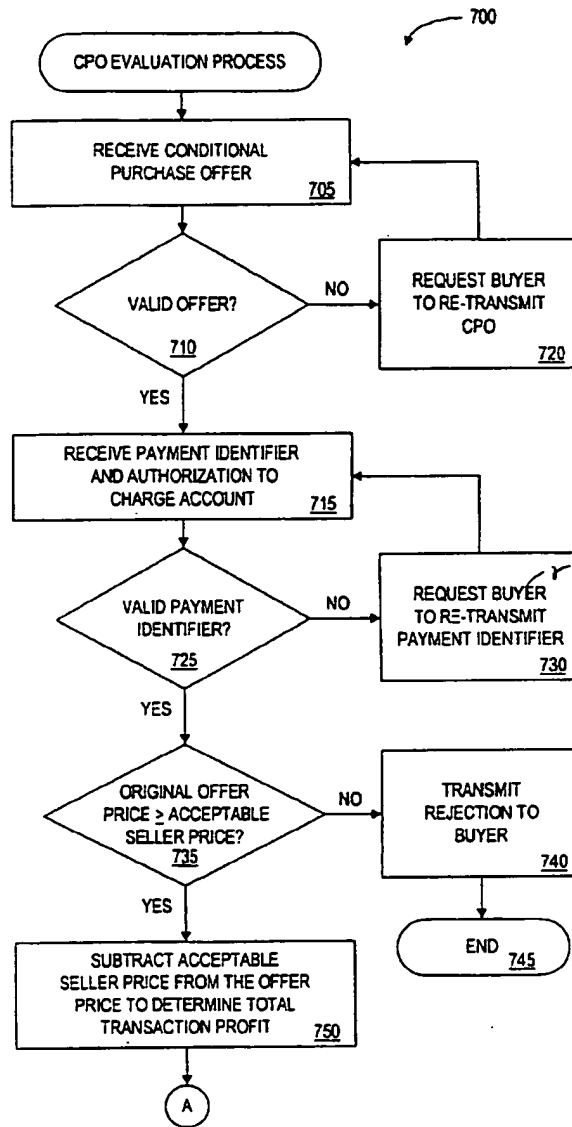 700
CPO EVALUATION PROCESS
RECEIVE CONDITIONAL
PURCHASE OFFER
705
VALID OFFER?
710
NO
REQUEST BUYER
TO RE-TRANSMIT
CPO
720
YES
RECEIVE PAYMENT IDENTIFIER
AND AUTHORIZATION TO
CHARGE ACCOUNT
715
VALID PAYMENT
IDENTIFIER?
725
NO
REQUEST BUYER
TO RE-TRANSMIT
PAYMENT IDENTIFIER
730
YES
ORIGINAL OFFER
PRICE ≥ ACCEPTABLE
SELLER PRICE?
735
NO
TRANSMIT
REJECTION TO
BUYER
740
YES
END
745
SUBTRACT ACCEPTABLE
SELLER PRICE FROM THE OFFER
PRICE TO DETERMINE TOTAL
TRANSACTION PROFIT
750
A